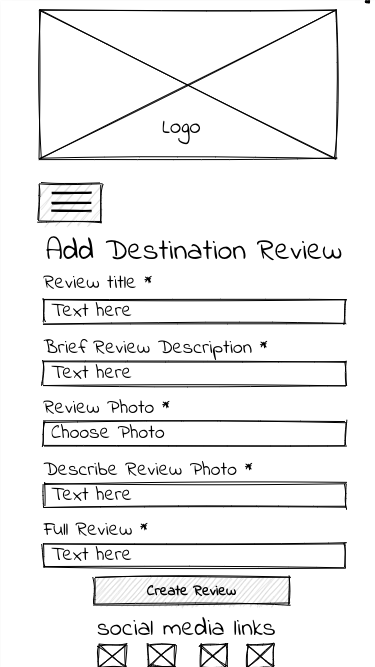 Logo
Add Destination Review
Review title *
Text here
Brief Review Description *
Text here
Review Photo *
Choose Photo
Describe Review Photo *
Text here
Full Review *
Text here
Create Review
social media links